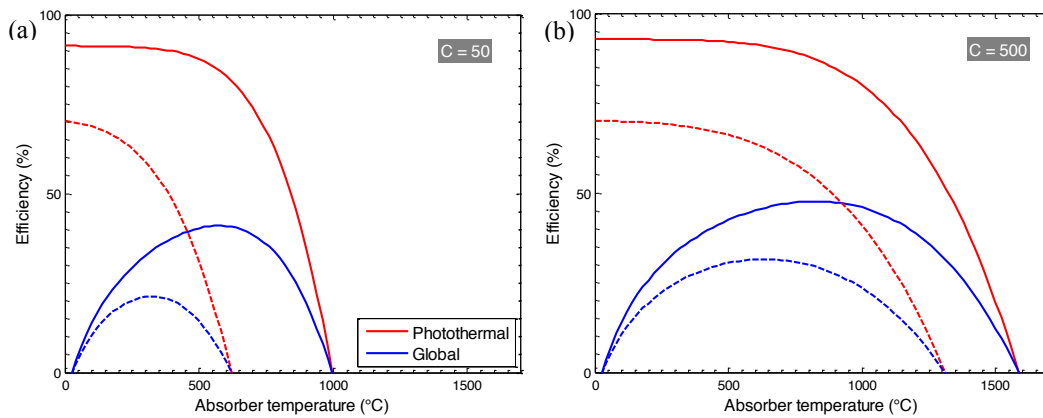 (a)
C = 50
Efficiency (%)
100
50
0
0 500 1000 1500
Absorber temperature (°C)
Photothermal
Global
(b)
C = 500
Efficiency (%)
100
50
0
0 500 1000 1500
Absorber temperature (°C)